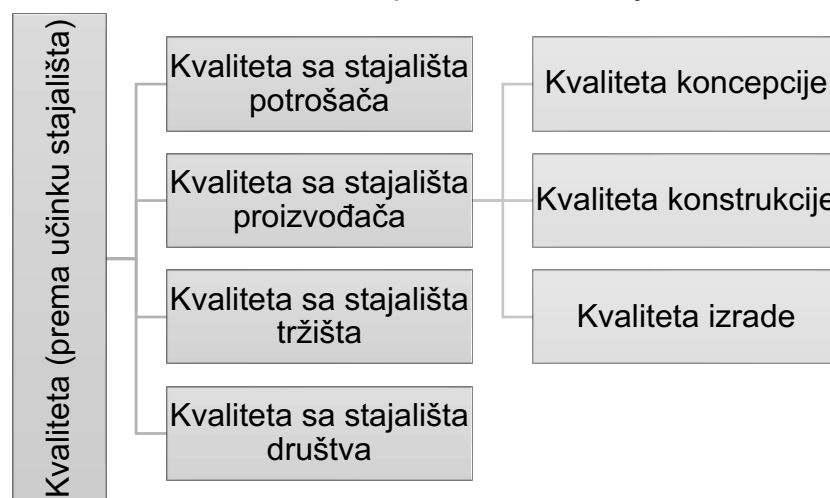 Kvaliteta (prema učinku stajališta)
Kvaliteta sa stajališta
potrošača
Kvaliteta sa stajališta
proizvođača
Kvaliteta sa stajališta
tržišta
Kvaliteta sa stajališta
društva
Kvaliteta koncepcije
Kvaliteta konstrukcije
Kvaliteta izrade